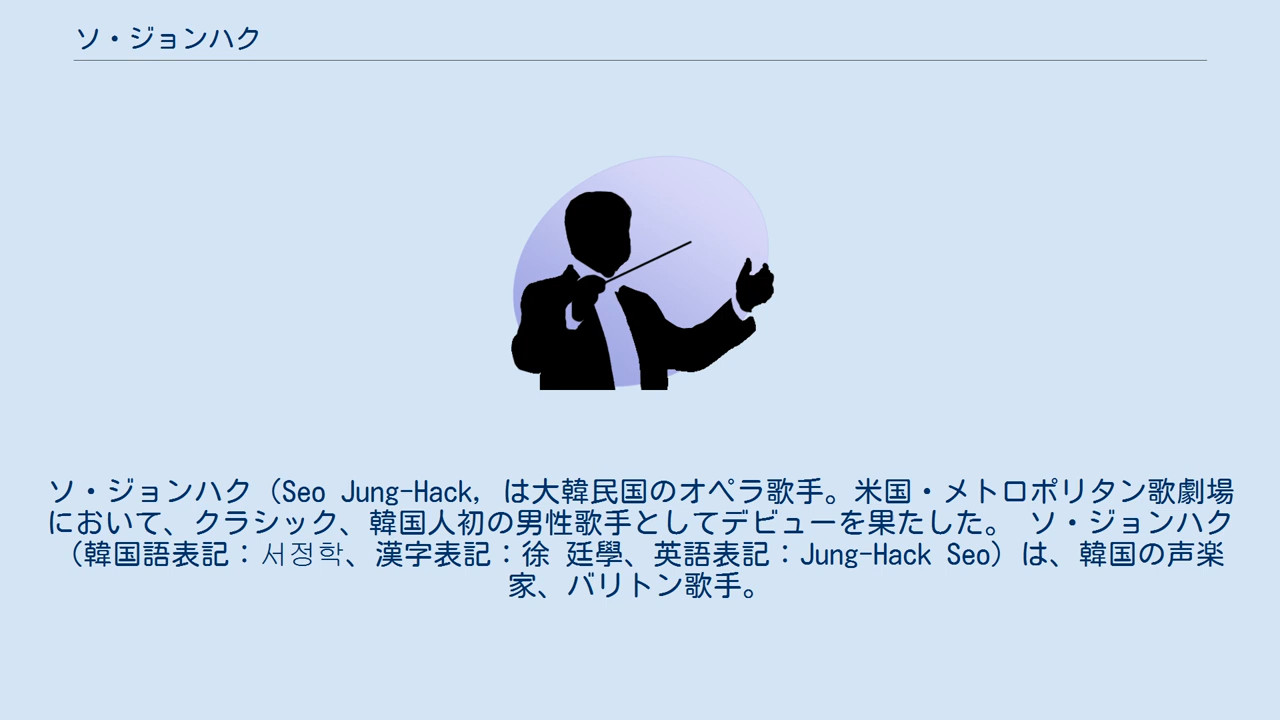 ソ・ジョンハク
ソ・ジョンハク（Seo Jung-Hack, は大韓民国のオペラ歌手。米国・メトロポリタン歌劇場
において、クラシック、韓国人初の男性歌手としてデビューを果たした。 ソ・ジョンハク
（韓国語表記：서정학、漢字表記：徐 廷學、英語表記：Jung-Hack Seo）は、韓国の声楽
家、バリトン歌手。